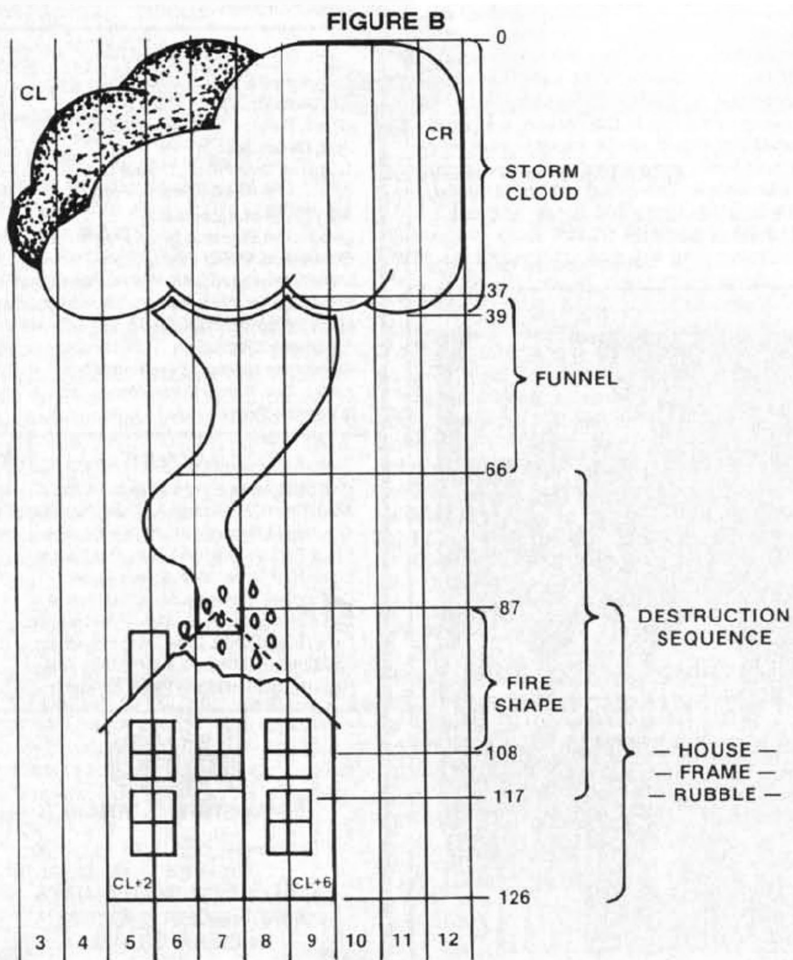 FIGURE B
0
CL
CR
STORM
CLOUD
37
39
FUNNEL
66
87
DESTRUCTION
SEQUENCE
FIRE
SHAPE
108
— HOUSE —
— FRAME —
— RUBBLE —
117
CL+2
CL+6
126
3 4 5 6 7 8 9 10 11 12